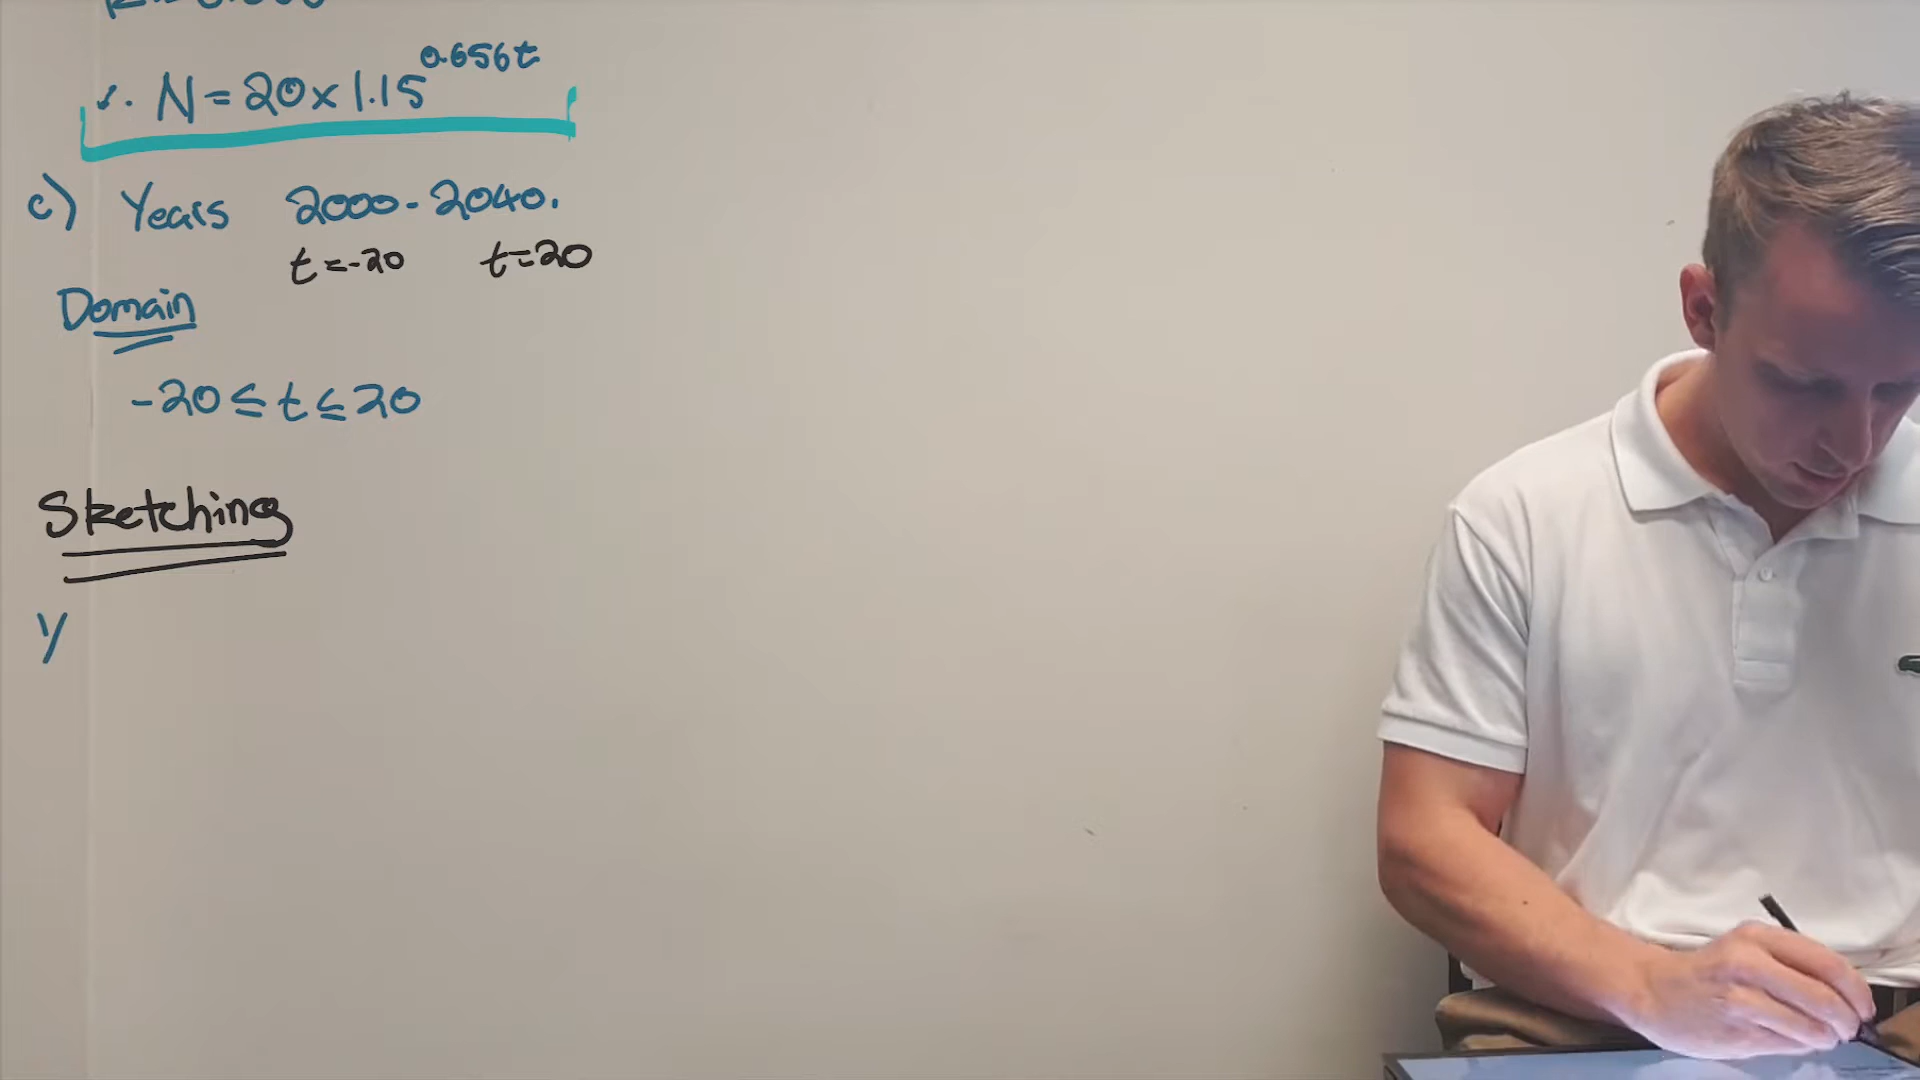 ∴ N = 20 x 1.15^0.656t
c) Years 2000 - 2040.
t = -20 t = 20
Domain
-20 ≤ t ≤ 20
Sketching
Y